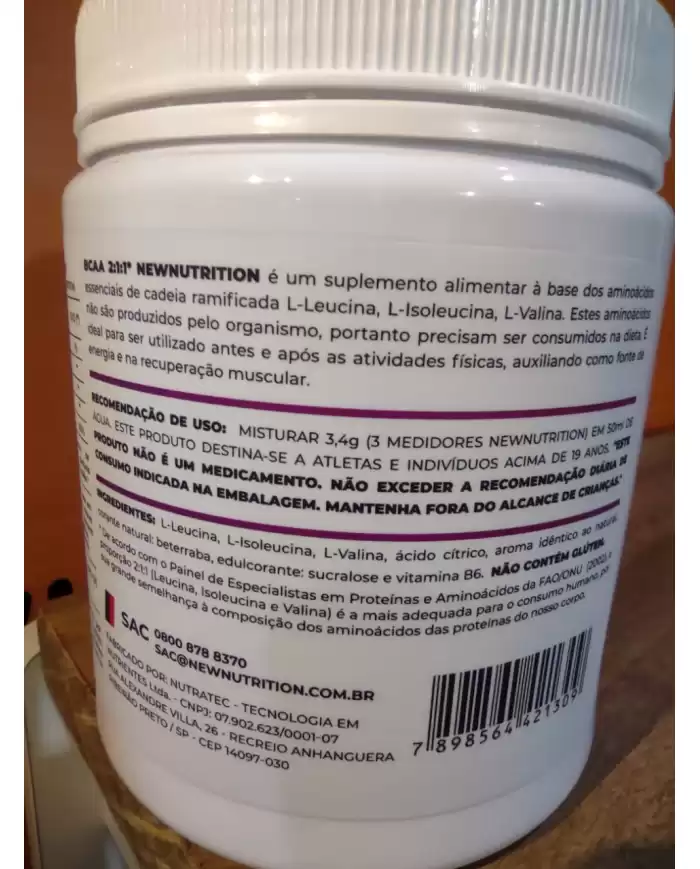 BCAA 2:1:1* NEWNUTRITION é um suplemento alimentar à base dos aminoácidos
essenciais de cadeia ramificada L-Leucina, L-Isoleucina, L-Valina. Estes aminoácidos
não são produzidos pelo organismo, portanto precisam ser consumidos na dieta. É
ideal para ser utilizado antes e após as atividades físicas, auxiliando como fonte de
energia e na recuperação muscular.
RECOMENDAÇÃO DE USO: MISTURAR 3,4g (3 MEDIDORES NEWNUTRITION) EM 50ml DE
ÁGUA. ESTE PRODUTO DESTINA-SE A ATLETAS E INDIVÍDUOS ACIMA DE 19 ANOS. "ESTE
PRODUTO NÃO É UM MEDICAMENTO. NÃO EXCEDER A RECOMENDAÇÃO DIÁRIA DE
CONSUMO INDICADA NA EMBALAGEM. MANTENHA FORA DO ALCANCE DE CRIANÇAS."
INGREDIENTES: L-Leucina, L-Isoleucina, L-Valina, ácido cítrico, aroma idêntico ao natural,
corante natural: beterraba, edulcorante: sucralose e vitamina B6. NÃO CONTÉM GLÚTEN.
* De acordo com o Painel de Especialistas em Proteínas e Aminoácidos da FAO/ONU (2002), a
proporção 2:1:1 (Leucina, Isoleucina e Valina) é a mais adequada para o consumo humano, por
sua grande semelhança à composição dos aminoácidos das proteínas do nosso corpo.
SAC 0800 878 8370
SAC@NEWNUTRITION.COM.BR
FABRICADO POR: NUTRATEC - TECNOLOGIA EM
NUTRIENTES Ltda. - CNPJ: 07.902.623/0001-07
RUA ALEXANDRE VILLA, 26 - RECREIO ANHANGUERA
RIBEIRÃO PRETO / SP - CEP 14097-030
7 898564 421309